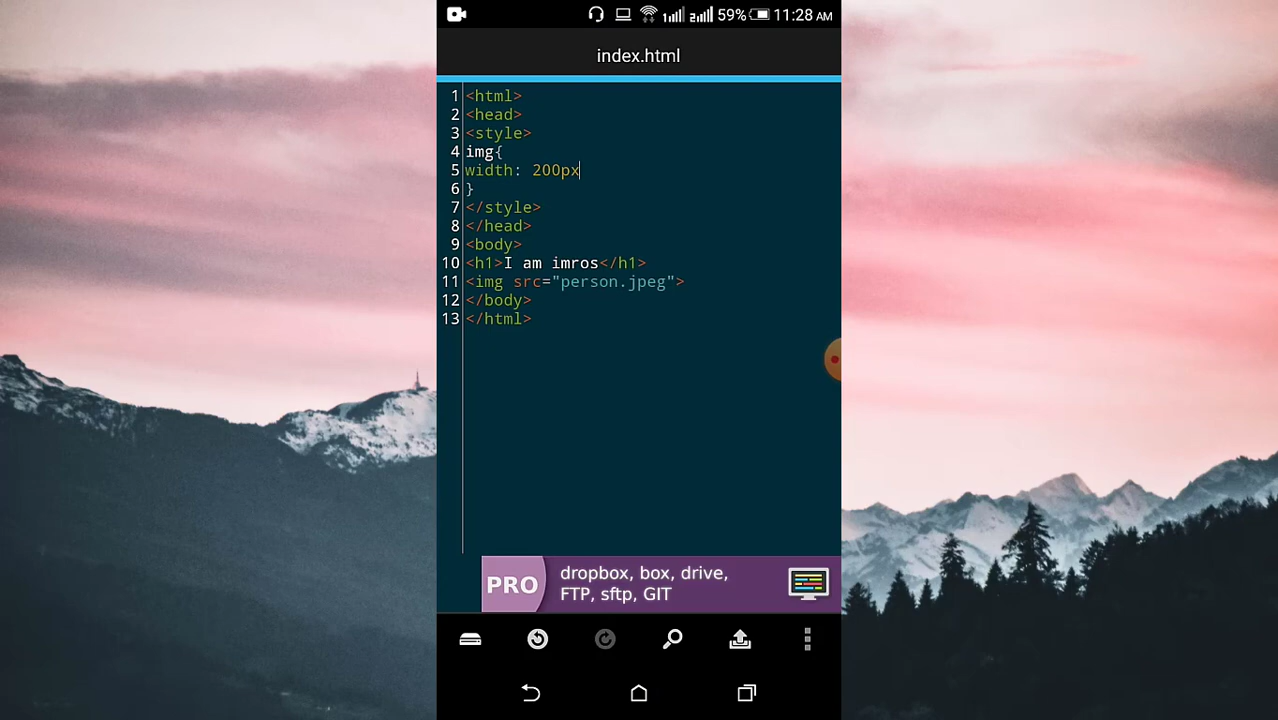 59% 11:28 AM
index.html
1 <html>
2 <head>
3 <style>
4 img{
5 width: 200px
6 }
7 </style>
8 </head>
9 <body>
10 <h1>I am imros</h1>
11 <img src="person.jpeg">
12 </body>
13 </html>
PRO
dropbox, box, drive,
FTP, sftp, GIT